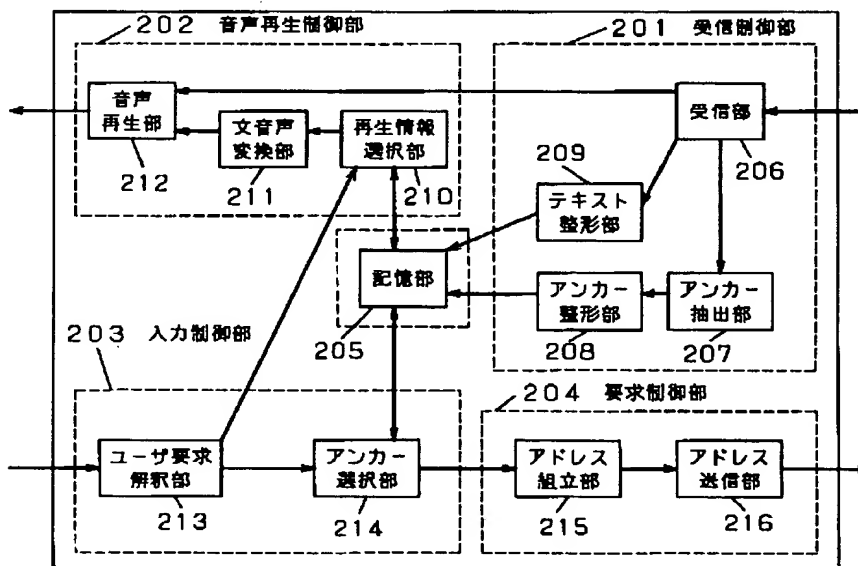 202 音声再生制御部
201 受信制御部
音声
再生部
212
文音声
変換部
211
再生情報
選択部
210
受信部
206
209
テキスト
整形部
記憶部
205
アンカー
整形部
208
アンカー
抽出部
207
203 入力制御部
204 要求制御部
ユーザ要求
解釈部
213
アンカー
選択部
214
アドレス
組立部
215
アドレス
送信部
216